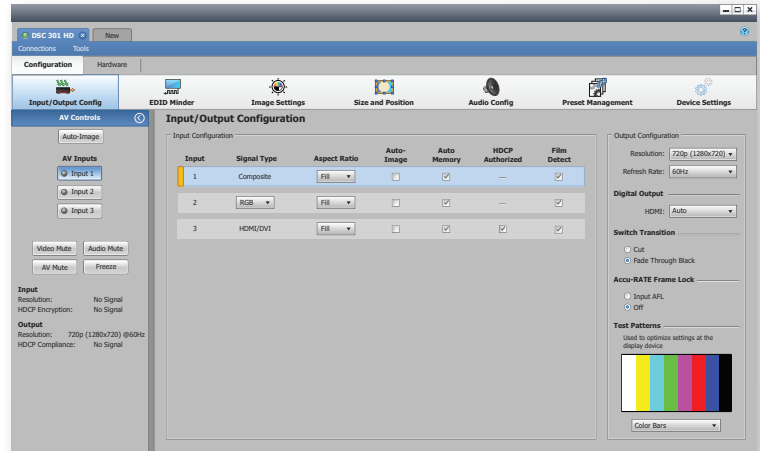 DSC 301 HD
New
Connections Tools
Configuration Hardware
Input/Output Config EDID Minder Image Settings Size and Position Audio Config Preset Management Device Settings
AV Controls
Auto-Image
AV Inputs
Input 1
Input 2
Input 3
Video Mute Audio Mute
AV Mute Freeze
Input
Resolution: No Signal
HDCP Encryption: No Signal
Output
Resolution: 720p (1280x720) @60Hz
HDCP Compliance: No Signal
Input/Output Configuration
Input Configuration
Input Signal Type Aspect Ratio Auto-Image Auto Memory HDCP Authorized Film Detect
1 Composite Fill —
2 RGB Fill —
3 HDMI/DVI Fill
Output Configuration
Resolution: 720p (1280x720)
Refresh Rate: 60Hz
Digital Output
HDMI: Auto
Switch Transition
Cut
Fade Through Black
Accu-RATE Frame Lock
Input AFL
Off
Test Patterns
Used to optimize settings at the
display device
Color Bars